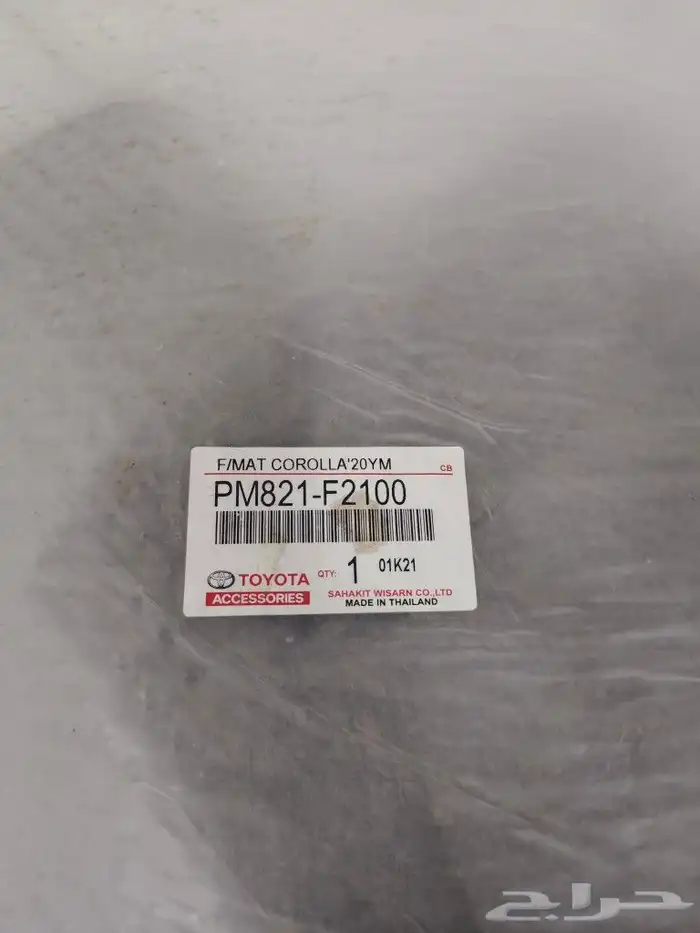 F/MAT COROLLA'20YM
CB
PM821-F2100
TOYOTA
ACCESSORIES
QTY: 1 01K21
SAHAKIT WISARN CO.,LTD
MADE IN THAILAND
حراج